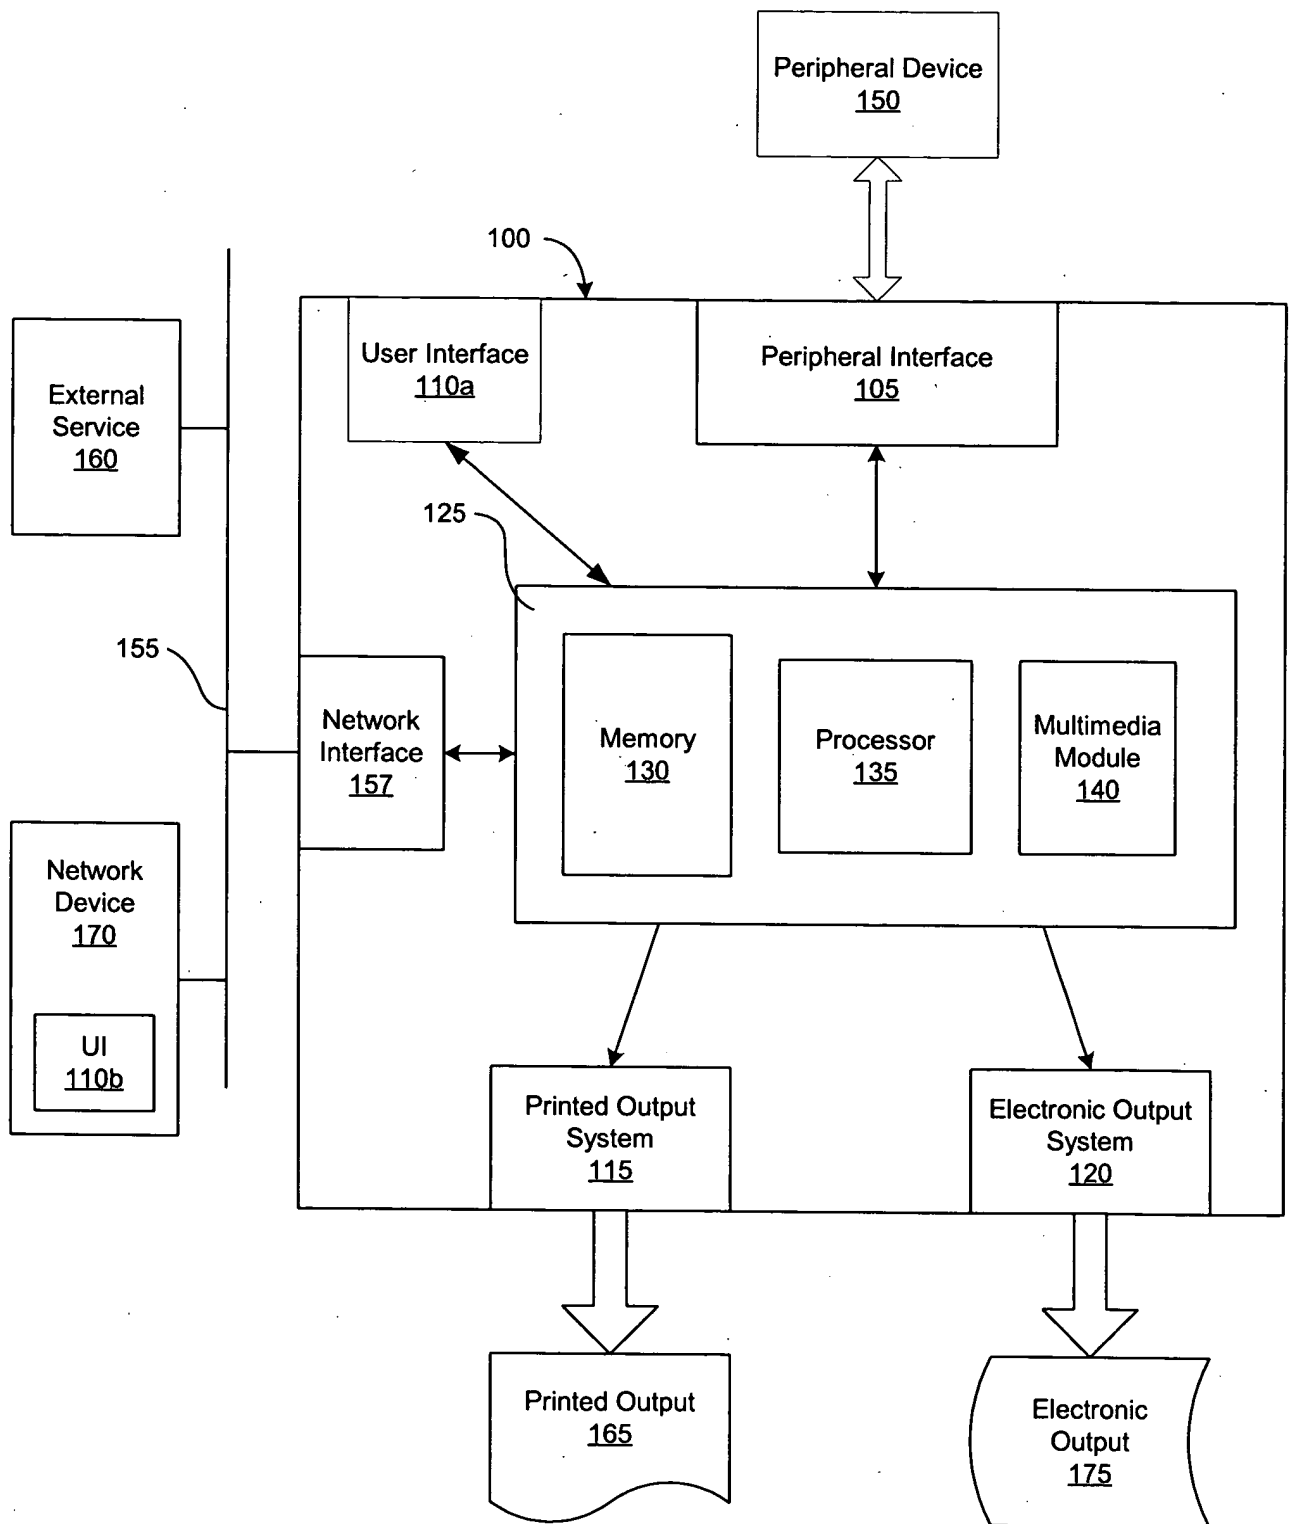 Peripheral Device
150
100
User Interface
110a
Peripheral Interface
105
External
Service
160
125
155
Network
Interface
157
Memory
130
Processor
135
Multimedia
Module
140
Network
Device
170
UI
110b
Printed Output
System
115
Electronic Output
System
120
Printed Output
165
Electronic
Output
175